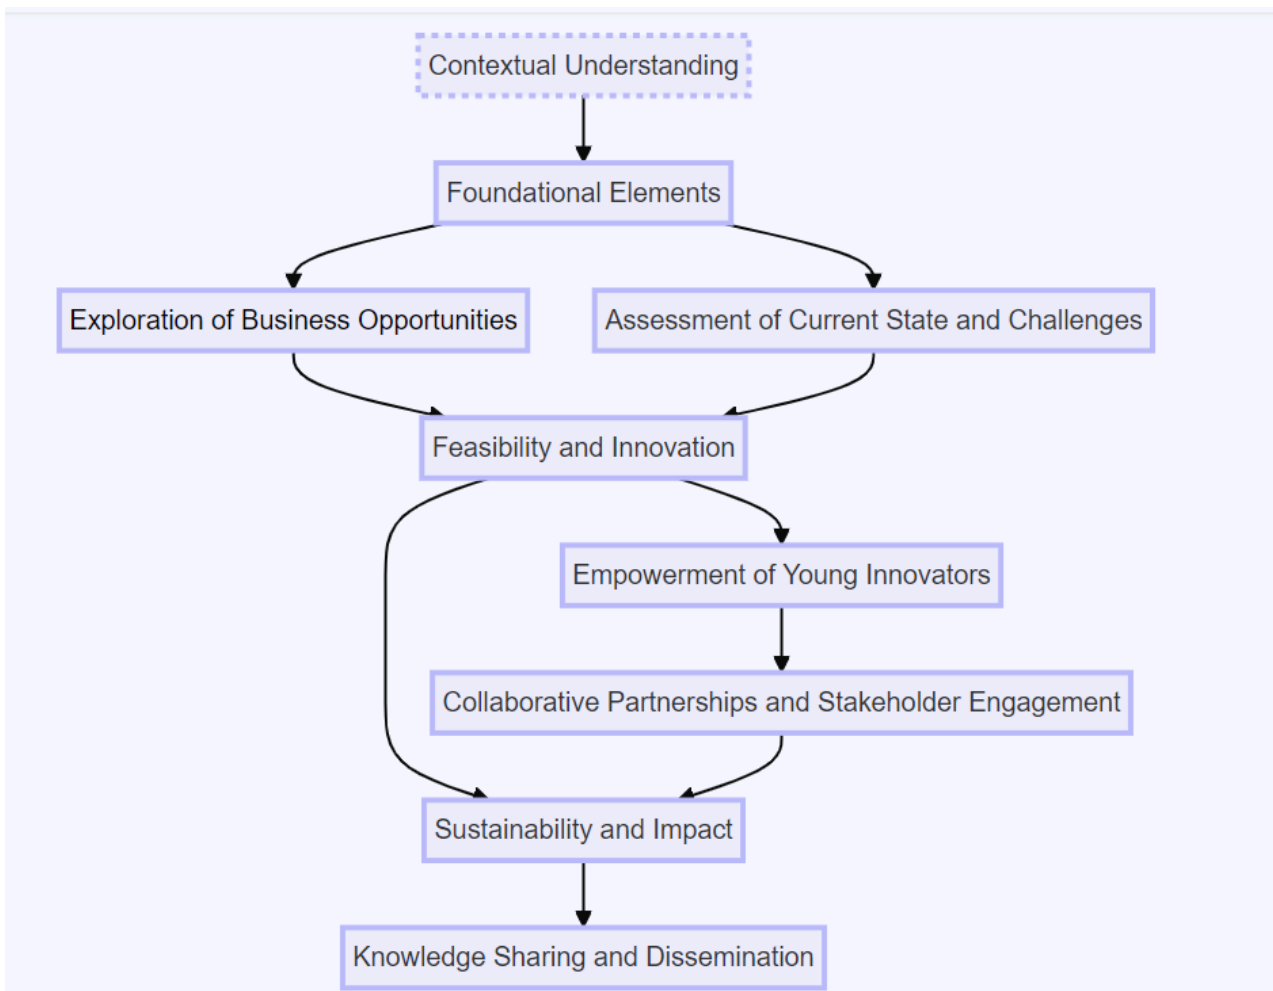 Contextual Understanding
Foundational Elements
Exploration of Business Opportunities
Assessment of Current State and Challenges
Feasibility and Innovation
Empowerment of Young Innovators
Collaborative Partnerships and Stakeholder Engagement
Sustainability and Impact
Knowledge Sharing and Dissemination